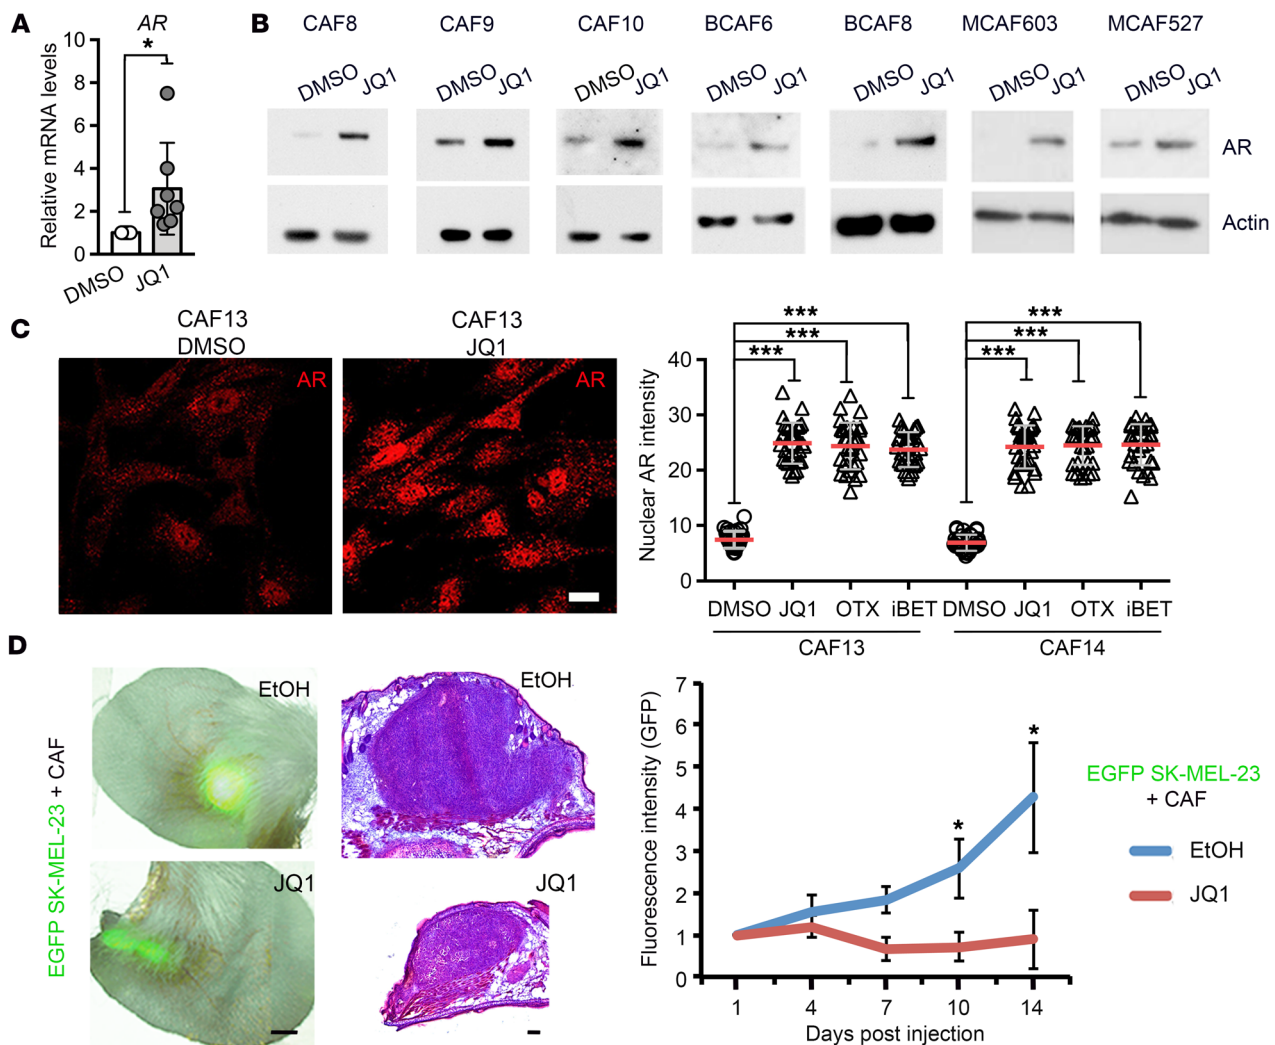 A
AR
*
Relative mRNA levels
10
8
6
4
2
0
DMSO
JQ1
B
CAF8
CAF9
CAF10
BCAF6
BCAF8
MCAF603
MCAF527
DMSO JQ1
DMSO JQ1
DMSO JQ1
DMSO JQ1
DMSO JQ1
DMSO JQ1
DMSO JQ1
AR
Actin
C
CAF13
DMSO
AR
CAF13
JQ1
AR
Nuclear AR intensity
40
30
20
10
0
***
***
***
***
***
***
DMSO JQ1 OTX iBET DMSO JQ1 OTX iBET
CAF13
CAF14
D
EGFP SK-MEL-23 + CAF
EtOH
EtOH
JQ1
JQ1
Fluorescence intensity (GFP)
7
6
5
4
3
2
1
0
*
*
1 4 7 10 14
Days post injection
EGFP SK-MEL-23
+ CAF
EtOH
JQ1